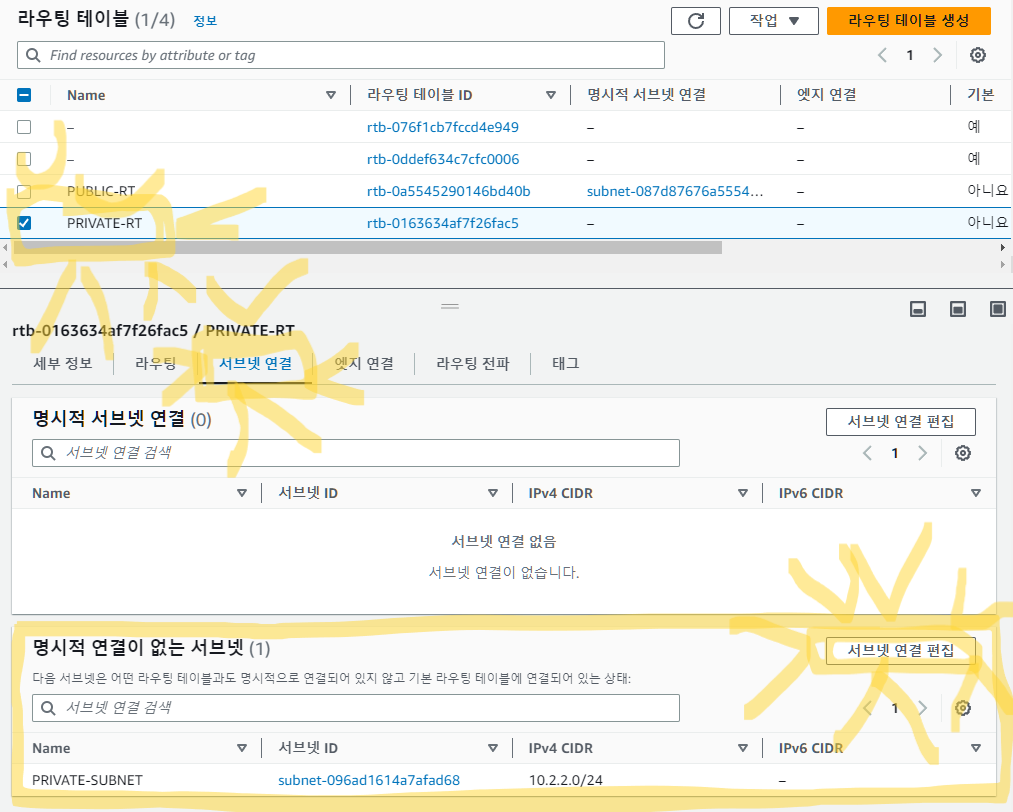 라우팅 테이블 (1/4) 정보 작업 ▼ 라우팅 테이블 생성
Find resources by attribute or tag 1
Name 라우팅 테이블 ID 명시적 서브넷 연결 엣지 연결 기본
– rtb-076f1cb7fccd4e949 – – 예
– rtb-0ddef634c7cfc0006 – – 예
PUBLIC-RT rtb-0a5545290146bd40b subnet-087d87676a5554... – 아니요
PRIVATE-RT rtb-0163634af7f26fac5 – – 아니요
rtb-0163634af7f26fac5 / PRIVATE-RT
세부 정보 라우팅 서브넷 연결 엣지 연결 라우팅 전파 태그
명시적 서브넷 연결 (0) 서브넷 연결 편집
서브넷 연결 검색 1
Name 서브넷 ID IPv4 CIDR IPv6 CIDR
서브넷 연결 없음
서브넷 연결이 없습니다.
명시적 연결이 없는 서브넷 (1) 서브넷 연결 편집
다음 서브넷은 어떤 라우팅 테이블과도 명시적으로 연결되어 있지 않고 기본 라우팅 테이블에 연결되어 있는 상태:
서브넷 연결 검색 1
Name 서브넷 ID IPv4 CIDR IPv6 CIDR
PRIVATE-SUBNET subnet-096ad1614a7afad68 10.2.2.0/24 –